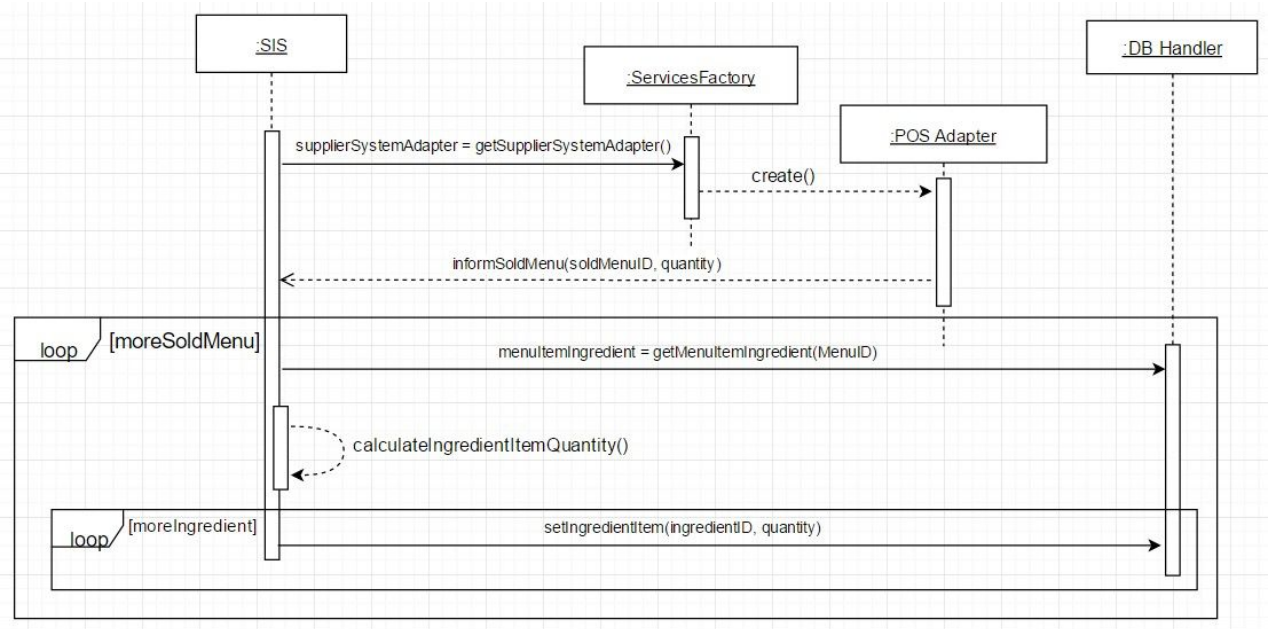 :SIS
:ServicesFactory
:DB Handler
:POS Adapter
supplierSystemAdapter = getSupplierSystemAdapter()
create()
informSoldMenu(soldMenuID, quantity)
loop
[moreSoldMenu]
menuItemIngredient = getMenuItemIngredient(MenuID)
calculateIngredientItemQuantity()
loop
[moreIngredient]
setIngredientItem(ingredientID, quantity)